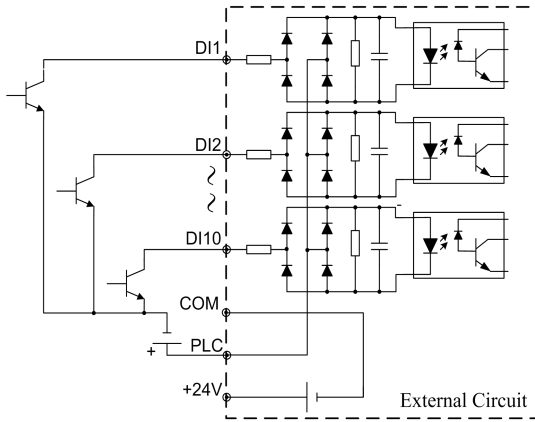 DI1
DI2
DI10
COM
+
PLC
+24V
External Circuit